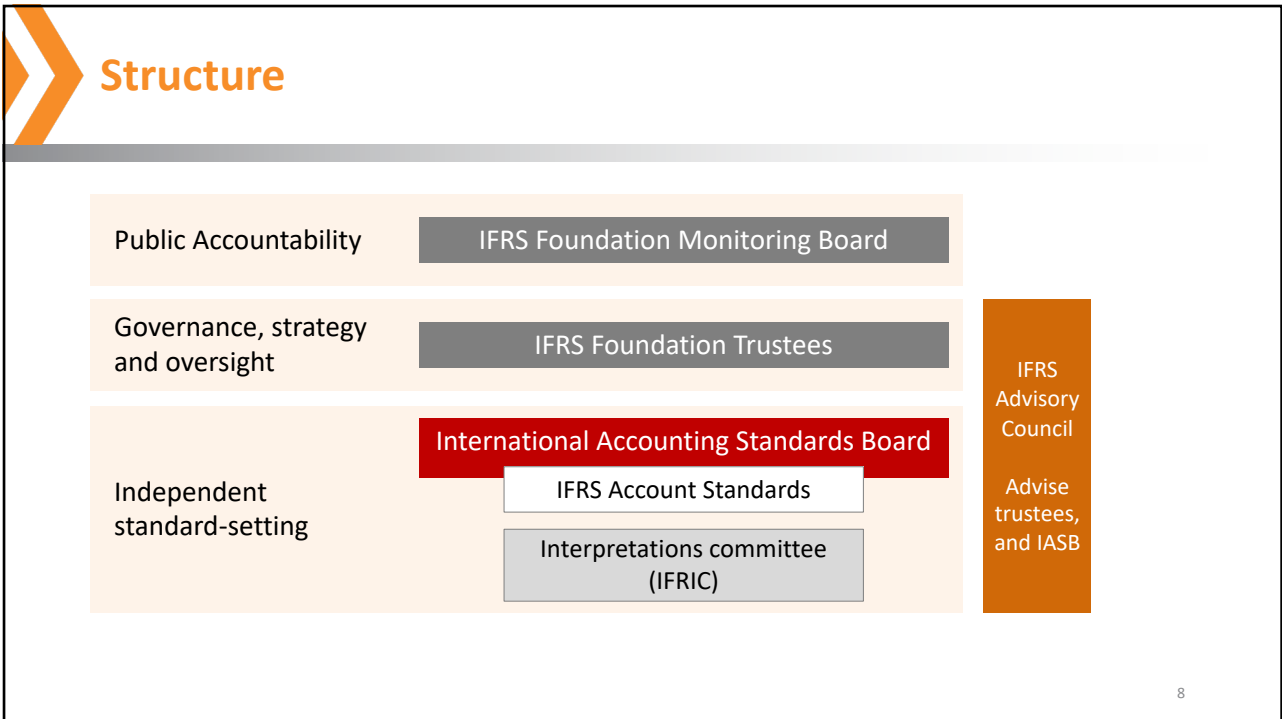 Structure
Public Accountability
IFRS Foundation Monitoring Board
Governance, strategy
and oversight
IFRS Foundation Trustees
Independent
standard-setting
International Accounting Standards Board
IFRS Account Standards
Interpretations committee
(IFRIC)
IFRS
Advisory
Council
Advise
trustees,
and IASB
8